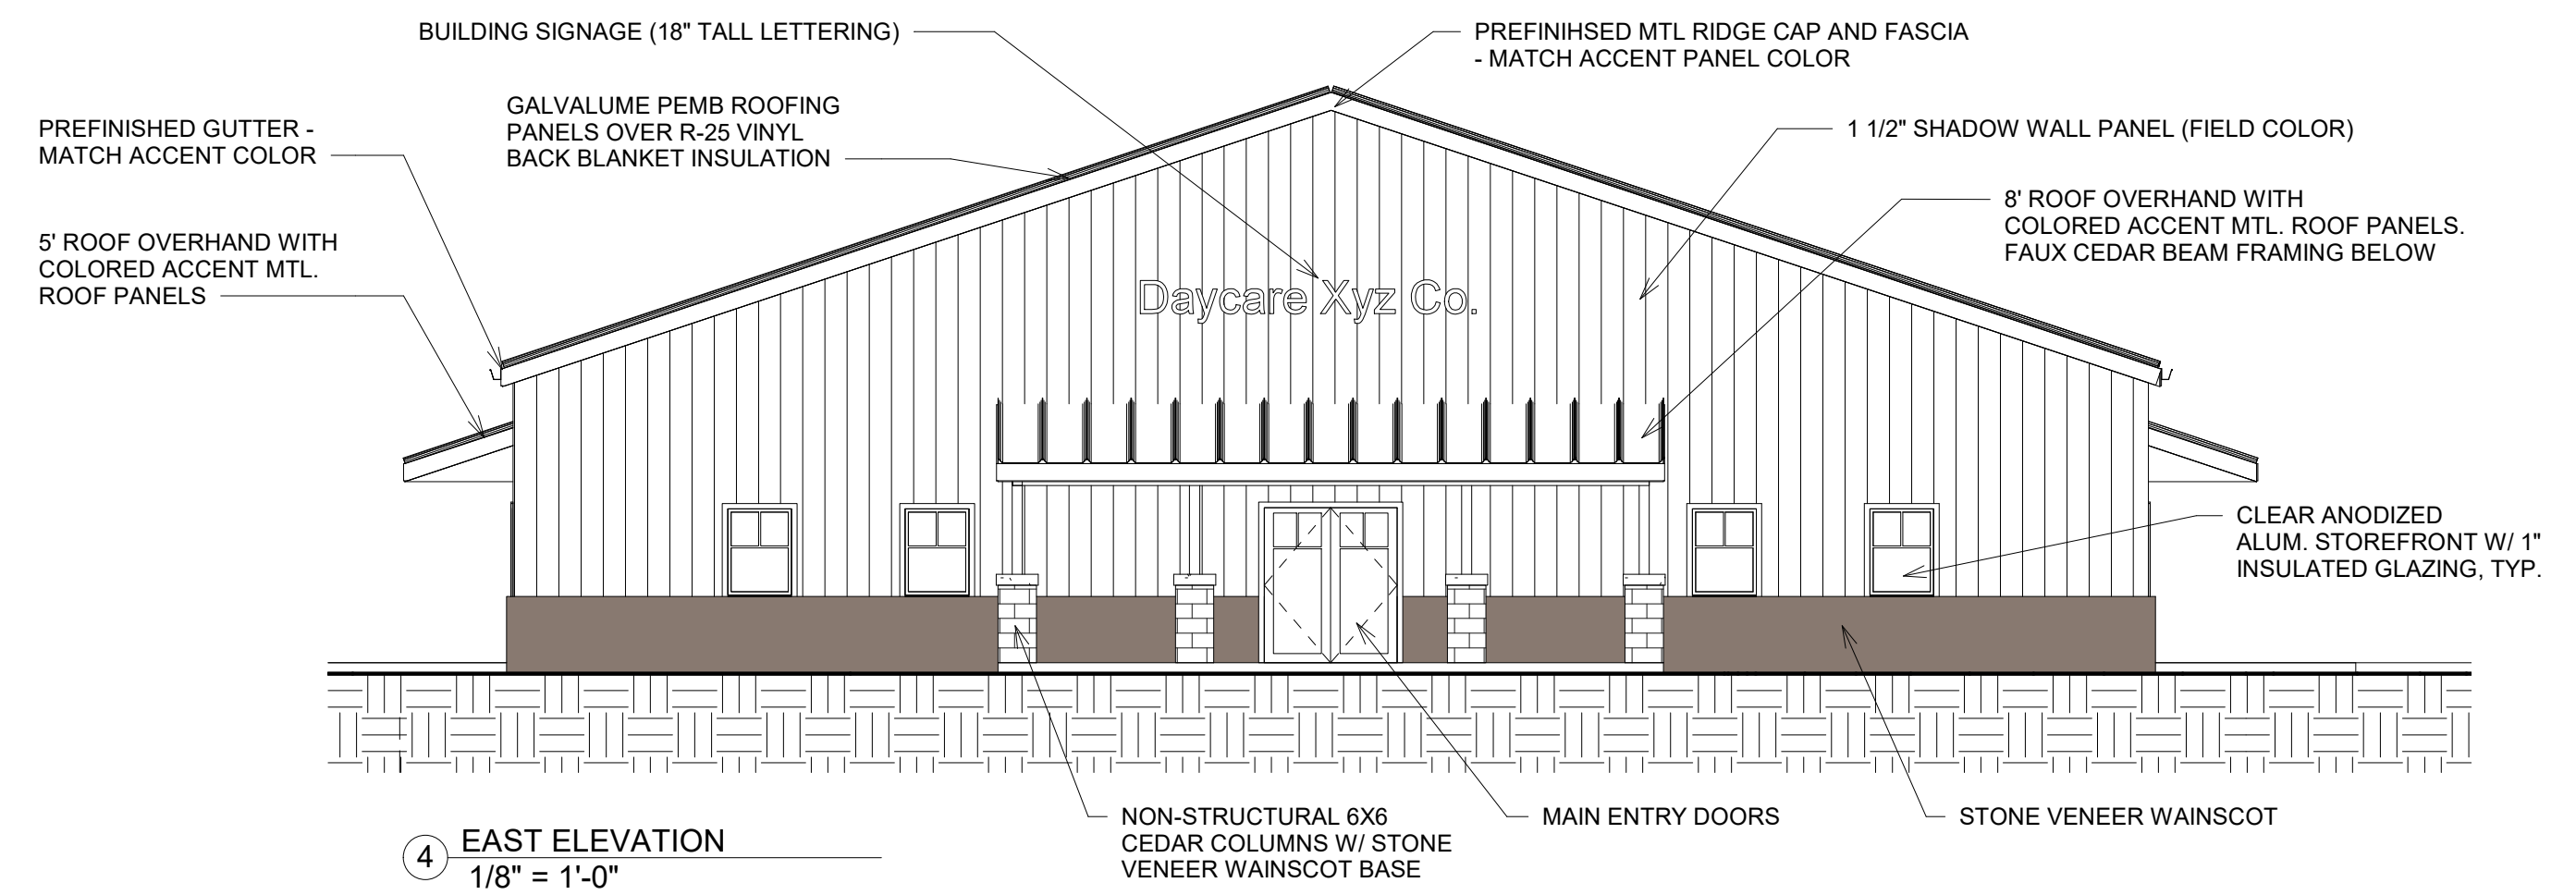 BUILDING SIGNAGE (18" TALL LETTERING)
PREFINIHSED MTL RIDGE CAP AND FASCIA
- MATCH ACCENT PANEL COLOR
GALVALUME PEMB ROOFING
PANELS OVER R-25 VINYL
BACK BLANKET INSULATION
PREFINISHED GUTTER -
MATCH ACCENT COLOR
1 1/2" SHADOW WALL PANEL (FIELD COLOR)
5' ROOF OVERHAND WITH
COLORED ACCENT MTL.
ROOF PANELS
8' ROOF OVERHAND WITH
COLORED ACCENT MTL. ROOF PANELS.
FAUX CEDAR BEAM FRAMING BELOW
Daycare Xyz Co.
CLEAR ANODIZED
ALUM. STOREFRONT W/ 1"
INSULATED GLAZING, TYP.
NON-STRUCTURAL 6X6
CEDAR COLUMNS W/ STONE
VENEER WAINSCOT BASE
MAIN ENTRY DOORS
STONE VENEER WAINSCOT
4
EAST ELEVATION
1/8" = 1'-0"